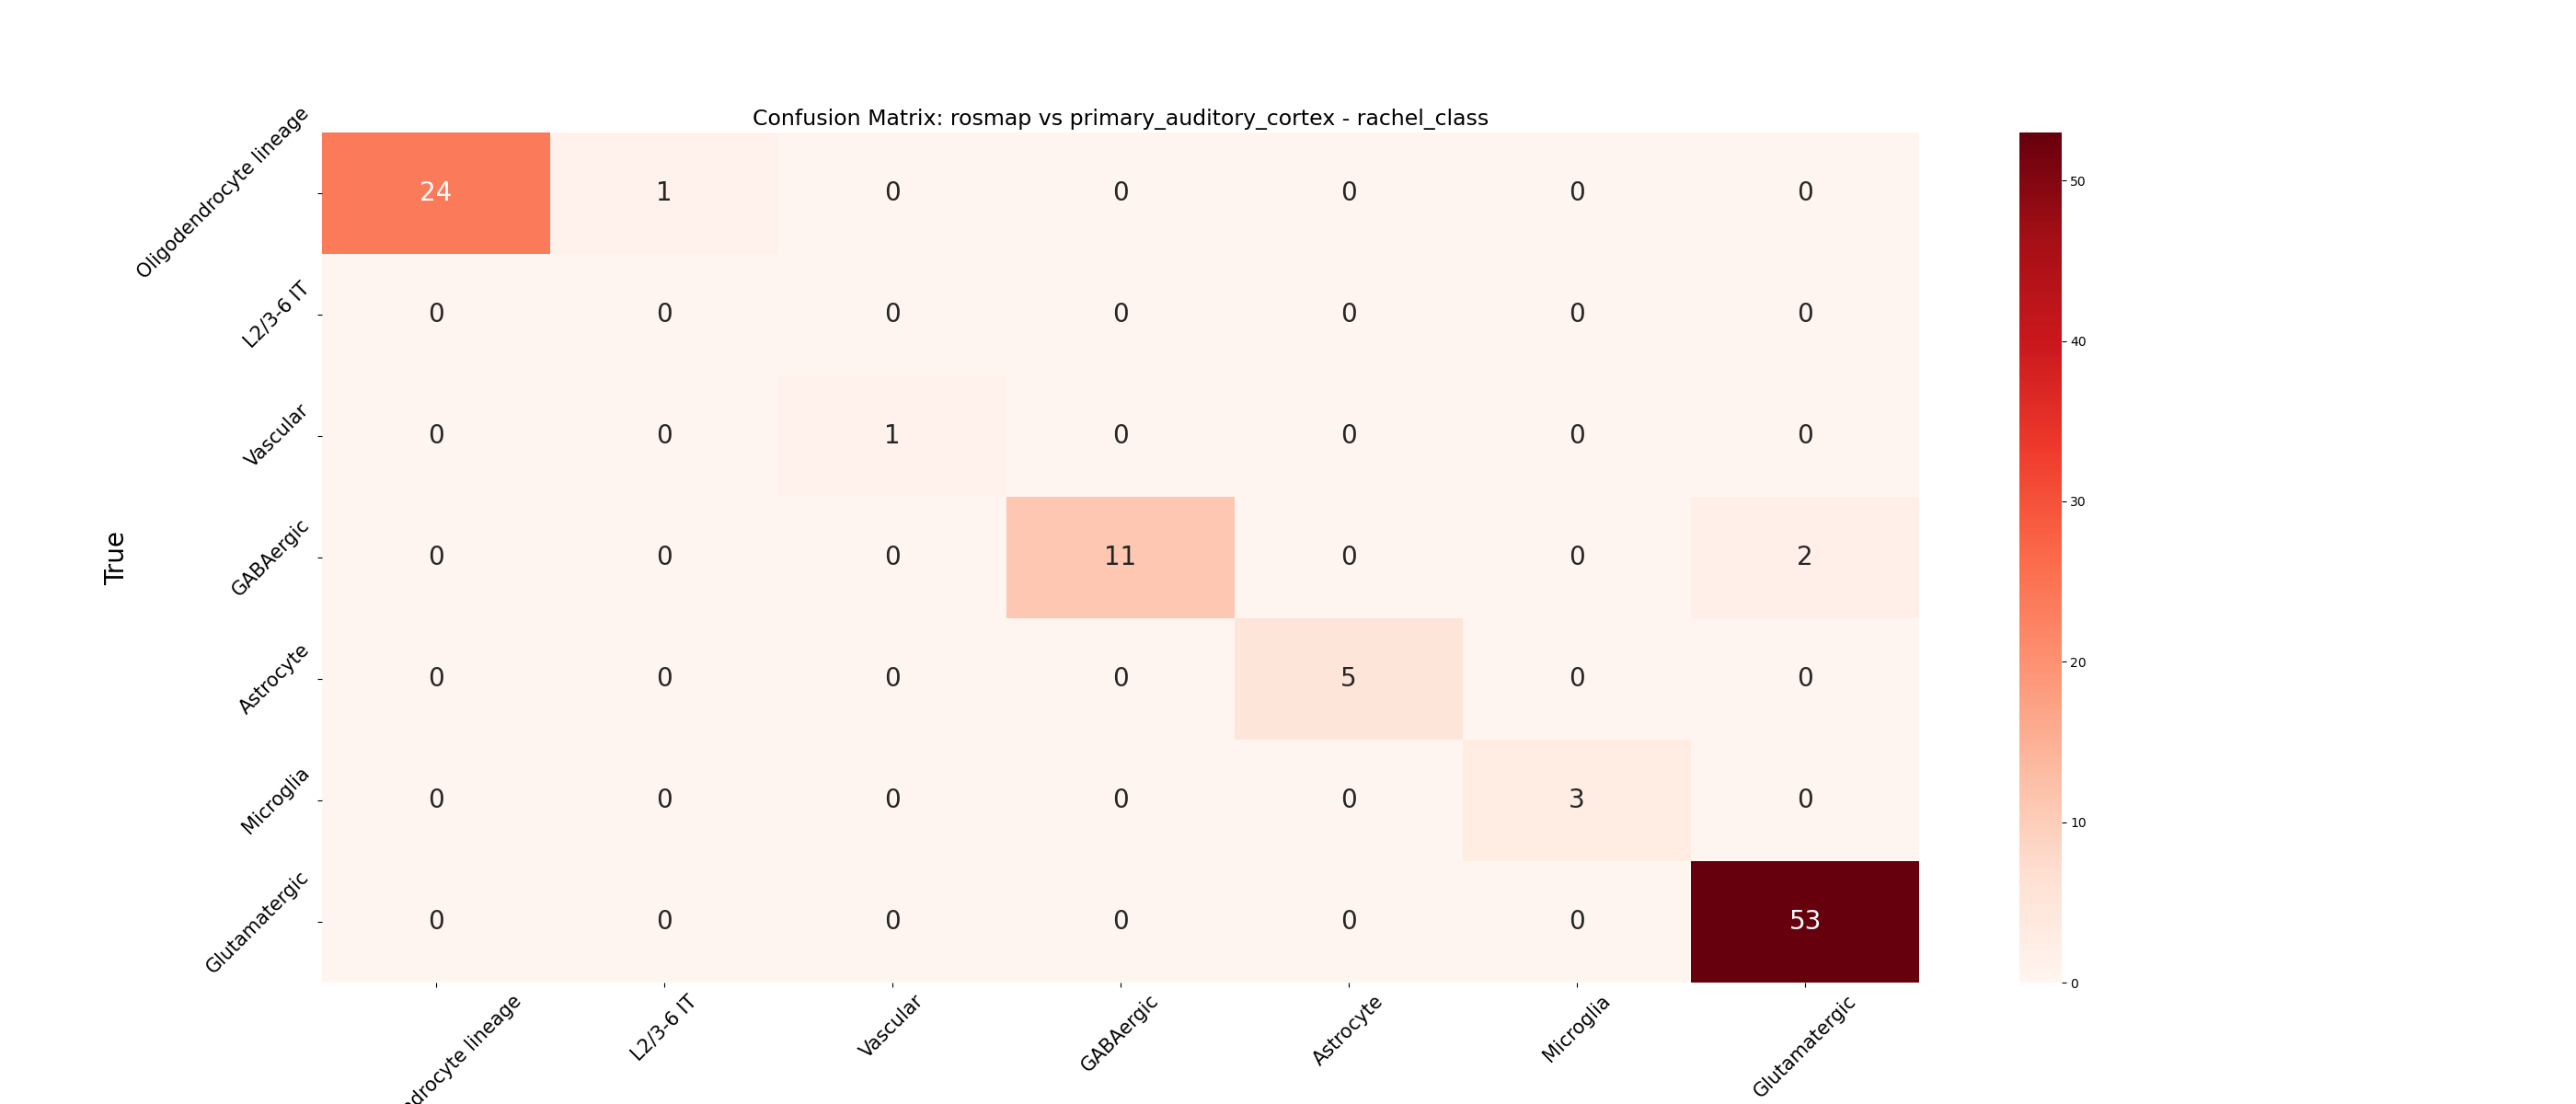 Confusion Matrix: rosmap vs primary_auditory_cortex - rachel_class
True
Oligodendrocyte lineage 24 1 0 0 0 0 0
L2/3-6 IT 0 0 0 0 0 0 0
Vascular 0 0 1 0 0 0 0
GABAergic 0 0 0 11 0 0 2
Astrocyte 0 0 0 0 5 0 0
Microglia 0 0 0 0 0 3 0
Glutamatergic 0 0 0 0 0 0 53
lineage
L2/3-6 IT
Vascular
GABAergic
Astrocyte
Microglia
Glutamatergic
50
40
30
20
10
0